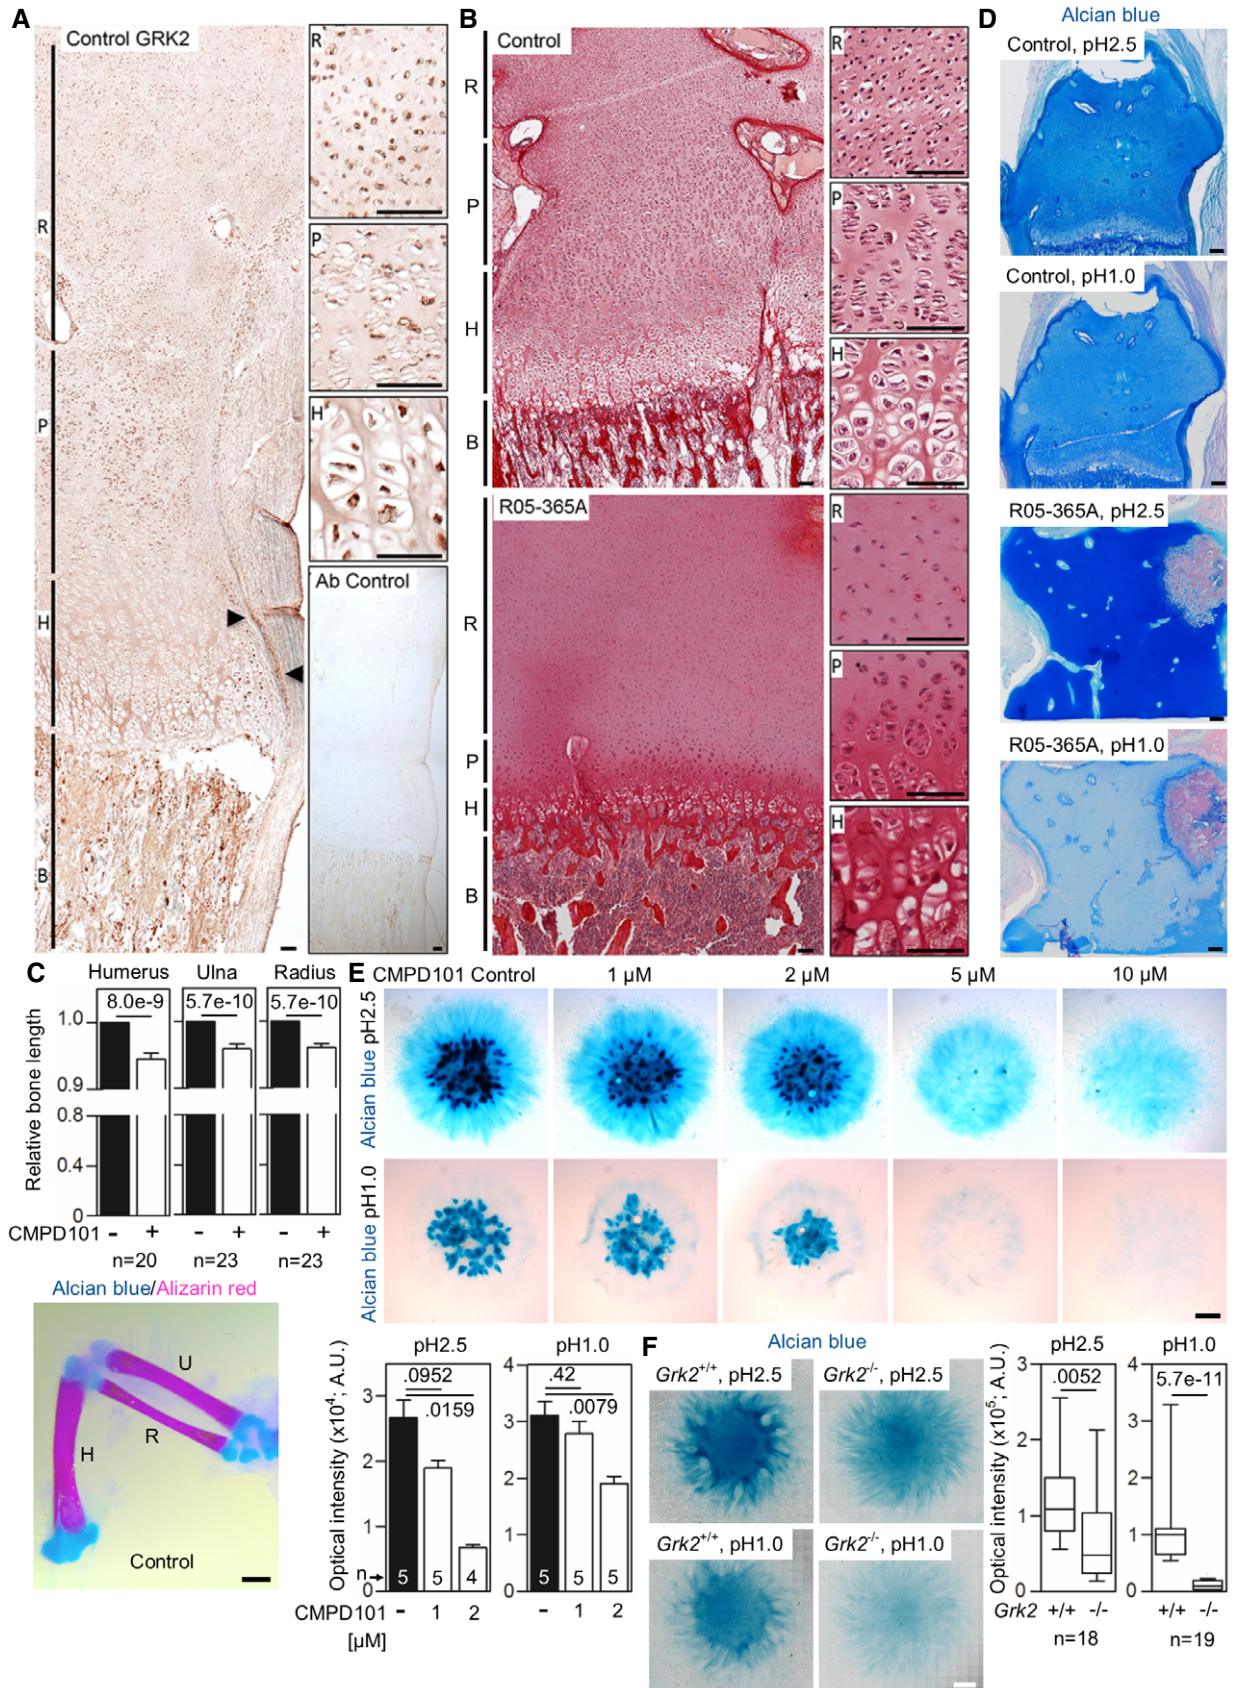 A
Control GRK2
R
P
H
B
R
P
H
Ab Control
B
Control
R
P
H
B
R
P
H
R05-365A
R
P
H
B
R
P
H
D
Alcian blue
Control, pH2.5
Control, pH1.0
R05-365A, pH2.5
R05-365A, pH1.0
C
Humerus Ulna Radius
8.0e-9 5.7e-10 5.7e-10
Relative bone length
1.0
0.9
0.8
0.4
0
CMPD101 - + - + - +
n=20 n=23 n=23
Alcian blue/Alizarin red
U
R
H
Control
E
CMPD101 Control 1 µM 2 µM 5 µM 10 µM
Alcian blue pH2.5
Alcian blue pH1.0
pH2.5 pH1.0
Optical intensity (x10⁴; A.U.)
3
2
1
0
.0952
.0159
n
5 5 4
4
3
2
1
0
.42
.0079
5 5 5
CMPD101 - 1 2 - 1 2
[µM]
F
Alcian blue
Grk2+/+, pH2.5
Grk2-/-, pH2.5
Grk2+/+, pH1.0
Grk2-/-, pH1.0
pH2.5 pH1.0
Optical intensity (x10⁵; A.U.)
3
2
1
0
.0052
4
3
2
1
0
5.7e-11
Grk2 +/+ -/- +/+ -/-
n=18 n=19